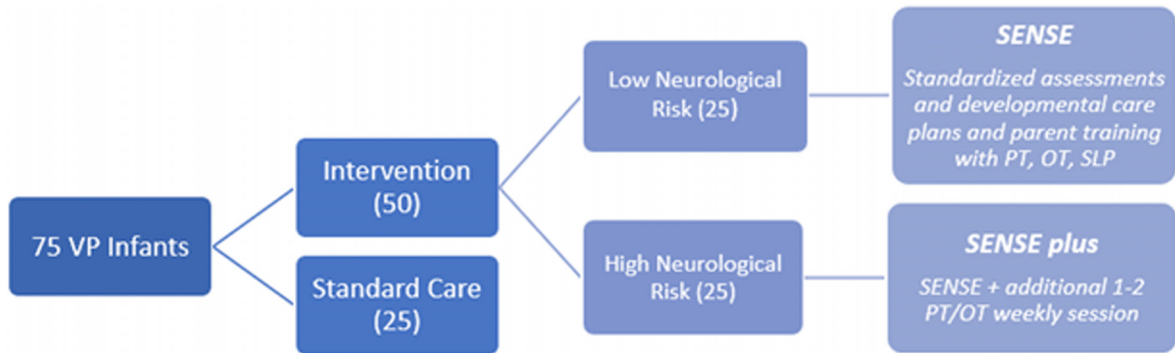 75 VP Infants
Intervention
(50)
Standard Care
(25)
Low Neurological
Risk (25)
High Neurological
Risk (25)
SENSE
Standardized assessments
and developmental care
plans and parent training
with PT, OT, SLP
SENSE plus
SENSE + additional 1-2
PT/OT weekly session